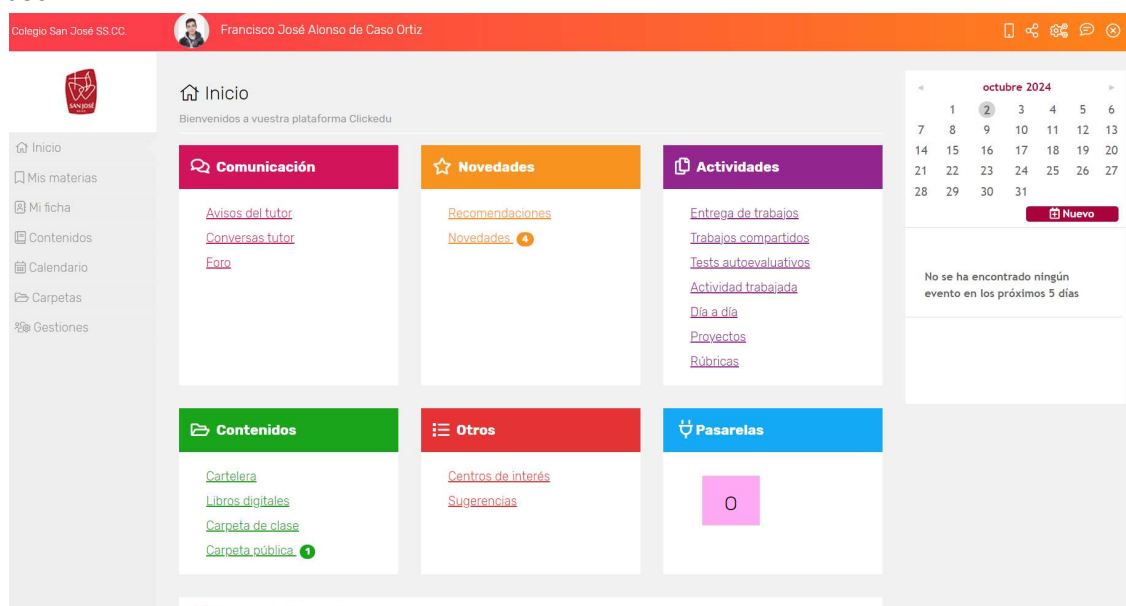 Colegio San José SS.CC.
Francisco José Alonso de Caso Ortiz
SAN JOSÉ
Inicio
Mis materias
Mi ficha
Contenidos
Calendario
Carpetas
Gestiones
Inicio
Bienvenidos a vuestra plataforma Clickedu
Comunicación
Avisos del tutor
Conversas tutor
Foro
Novedades
Recomendaciones
Novedades 4
Actividades
Entrega de trabajos
Trabajos compartidos
Tests autoevaluativos
Actividad trabajada
Día a día
Proyectos
Rúbricas
Contenidos
Cartelera
Libros digitales
Carpeta de clase
Carpeta pública 1
Otros
Centros de interés
Sugerencias
Pasarelas
O
octubre 2024
1 2 3 4 5 6
7 8 9 10 11 12 13
14 15 16 17 18 19 20
21 22 23 24 25 26 27
28 29 30 31
Nuevo
No se ha encontrado ningún
evento en los próximos 5 días